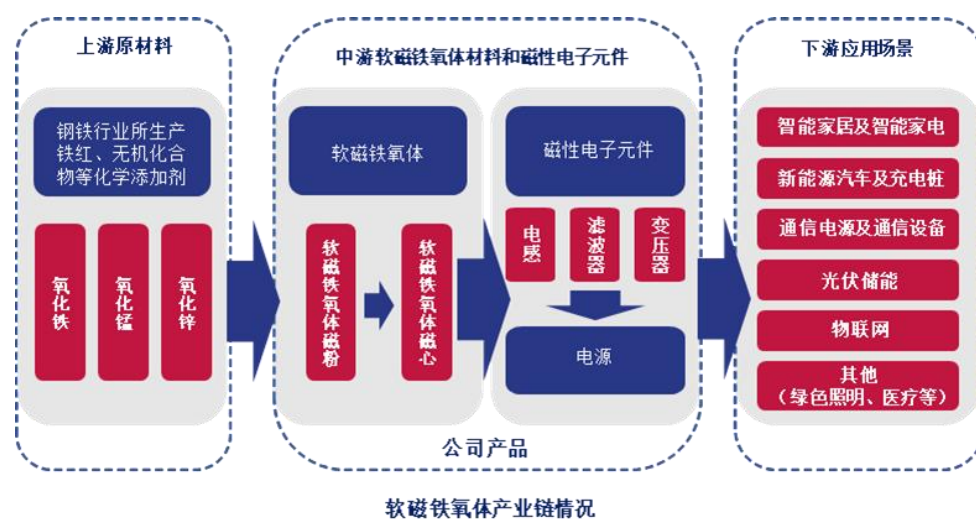 上游原材料
钢铁行业所生产
铁红、无机化合
物等化学添加剂
氧化铁
氧化锰
氧化锌
中游软磁铁氧体材料和磁性电子元件
软磁铁氧体
软磁铁氧体磁粉
软磁铁氧体磁心
磁性电子元件
电感
滤波器
变压器
电源
公司产品
下游应用场景
智能家居及智能家电
新能源汽车及充电桩
通信电源及通信设备
光伏储能
物联网
其他
（绿色照明、医疗等）
软磁铁氧体产业链情况